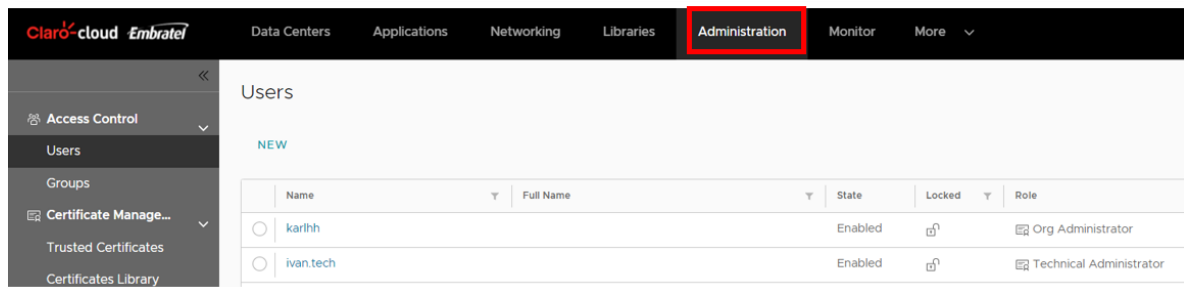 Claro-cloud Embratel Data Centers Applications Networking Libraries Administration Monitor More
Users
Access Control
Users
NEW
Groups
Name Full Name State Locked Role
Certificate Manage...
karlhh Enabled Org Administrator
Trusted Certificates
ivan.tech Enabled Technical Administrator
Certificates Library